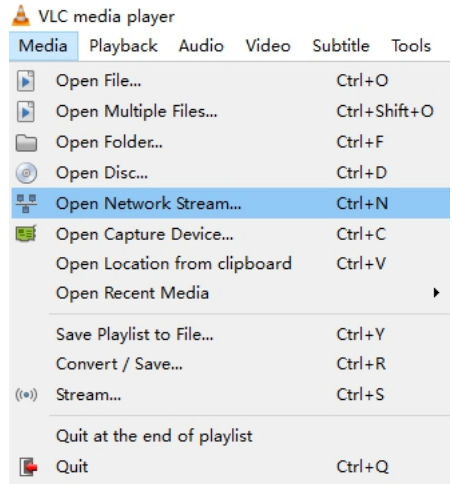 VLC media player
Media Playback Audio Video Subtitle Tools
Open File... Ctrl+O
Open Multiple Files... Ctrl+Shift+O
Open Folder... Ctrl+F
Open Disc... Ctrl+D
Open Network Stream... Ctrl+N
Open Capture Device... Ctrl+C
Open Location from clipboard Ctrl+V
Open Recent Media
Save Playlist to File... Ctrl+Y
Convert / Save... Ctrl+R
Stream... Ctrl+S
Quit at the end of playlist
Quit Ctrl+Q